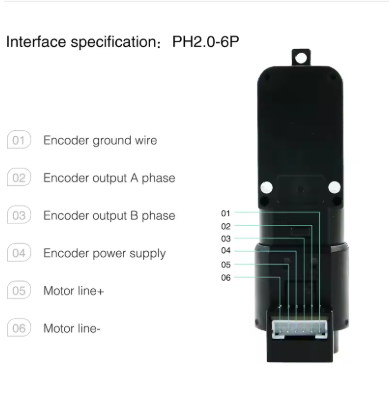 Interface specification: PH2.0-6P
01 Encoder ground wire
02 Encoder output A phase
03 Encoder output B phase
04 Encoder power supply
05 Motor line+
06 Motor line-
01
02
03
04
05
06